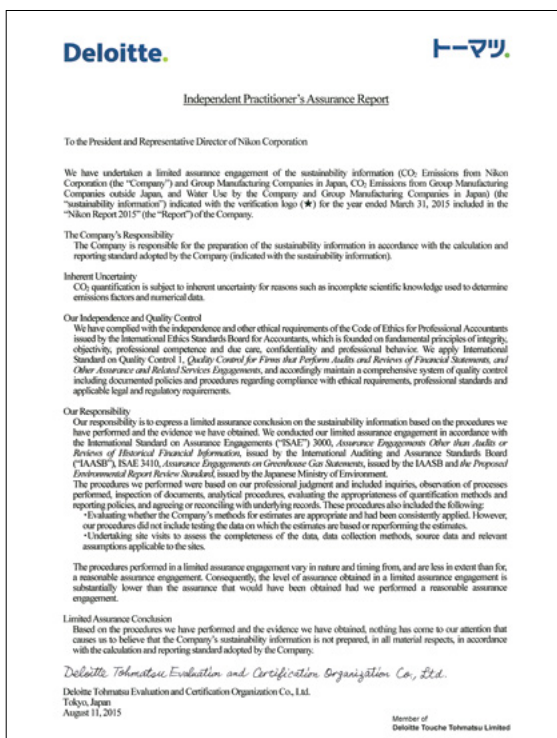 Deloitte.
トーマツ.
Independent Practitioner's Assurance Report
To the President and Representative Director of Nikon Corporation
We have undertaken a limited assurance engagement of the sustainability information (CO₂ Emissions from Nikon
Corporation (the "Company") and Group Manufacturing Companies in Japan, CO₂ Emissions from Group Manufacturing
Companies outside Japan, and Water Use by the Company and Group Manufacturing Companies in Japan) (the
"sustainability information") indicated with the verification logo (★) for the year ended March 31, 2015 included in the
"Nikon Report 2015" (the "Report") of the Company.
The Company's Responsibility
The Company is responsible for the preparation of the sustainability information in accordance with the calculation and
reporting standard adopted by the Company (indicated with the sustainability information).
Inherent Uncertainty
CO₂ quantification is subject to inherent uncertainty for reasons such as incomplete scientific knowledge used to determine
emissions factors and numerical data.
Our Independence and Quality Control
We have complied with the independence and other ethical requirements of the Code of Ethics for Professional Accountants
issued by the International Ethics Standards Board for Accountants, which is founded on fundamental principles of integrity,
objectivity, professional competence and due care, confidentiality and professional behavior. We apply International
Standard on Quality Control 1, Quality Control for Firms that Perform Audits and Reviews of Financial Statements, and
Other Assurance and Related Services Engagements, and accordingly maintain a comprehensive system of quality control
including documented policies and procedures regarding compliance with ethical requirements, professional standards and
applicable legal and regulatory requirements.
Our Responsibility
Our responsibility is to express a limited assurance conclusion on the sustainability information based on the procedures we
have performed and the evidence we have obtained. We conducted our limited assurance engagement in accordance with
the International Standard on Assurance Engagements ("ISAE") 3000, Assurance Engagements Other than Audits or
Reviews of Historical Financial Information, issued by the International Auditing and Assurance Standards Board
("IAASB"), ISAE 3410, Assurance Engagements on Greenhouse Gas Statements, issued by the IAASB and the Proposed
Environmental Report Review Standard, issued by the Japanese Ministry of Environment.
The procedures we performed were based on our professional judgment and included inquiries, observation of processes
performed, inspection of documents, analytical procedures, evaluating the appropriateness of quantification methods and
reporting policies, and agreeing or reconciling with underlying records. These procedures also included the following:
・Evaluating whether the Company's methods for estimates are appropriate and had been consistently applied. However,
our procedures did not include testing the data on which the estimates are based or reperforming the estimates.
・Undertaking site visits to assess the completeness of the data, data collection methods, source data and relevant
assumptions applicable to the sites.
The procedures performed in a limited assurance engagement vary in nature and timing from, and are less in extent than for,
a reasonable assurance engagement. Consequently, the level of assurance obtained in a limited assurance engagement is
substantially lower than the assurance that would have been obtained had we performed a reasonable assurance
engagement.
Limited Assurance Conclusion
Based on the procedures we have performed and the evidence we have obtained, nothing has come to our attention that
causes us to believe that the Company's sustainability information is not prepared, in all material respects, in accordance
with the calculation and reporting standard adopted by the Company.
Deloitte Tohmatsu Evaluation and Certification Organization Co., Ltd.
Deloitte Tohmatsu Evaluation and Certification Organization Co., Ltd.
Tokyo, Japan
August 11, 2015
Member of
Deloitte Touche Tohmatsu Limited